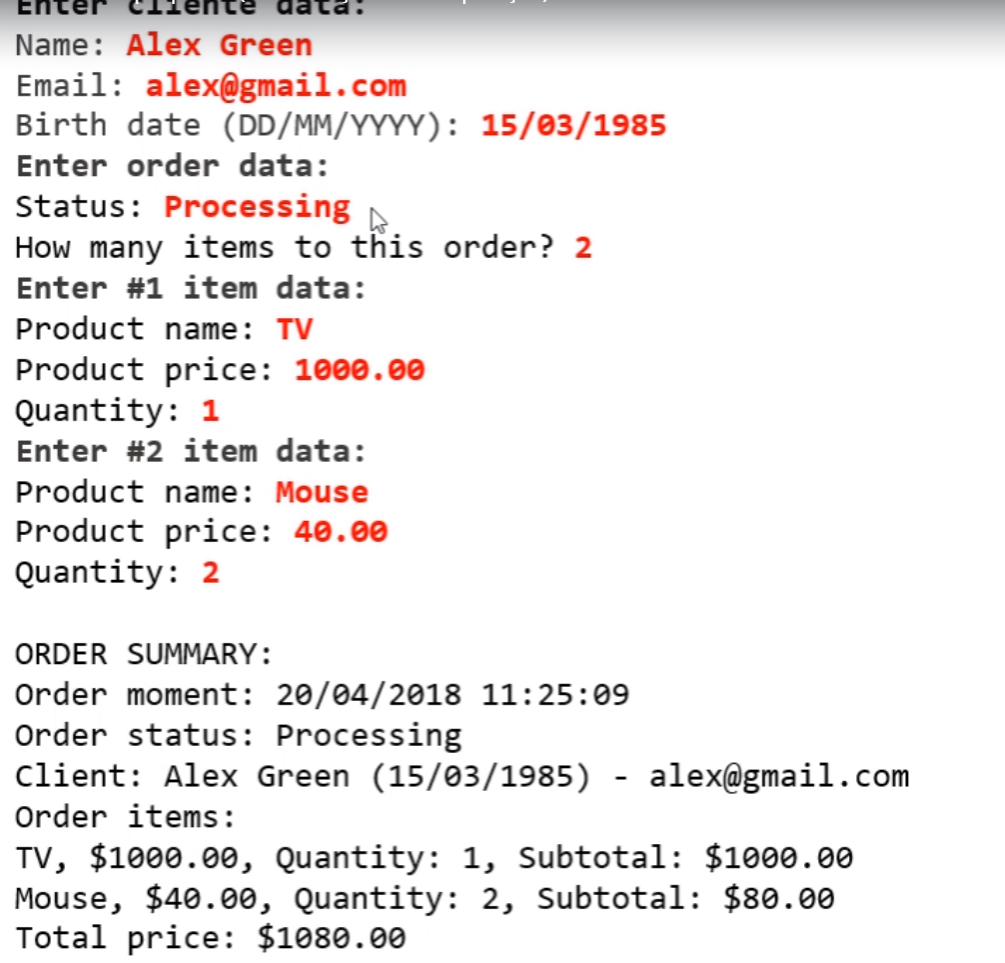 Enter cliente data:
Name: Alex Green
Email: alex@gmail.com
Birth date (DD/MM/YYYY): 15/03/1985
Enter order data:
Status: Processing
How many items to this order? 2
Enter #1 item data:
Product name: TV
Product price: 1000.00
Quantity: 1
Enter #2 item data:
Product name: Mouse
Product price: 40.00
Quantity: 2
ORDER SUMMARY:
Order moment: 20/04/2018 11:25:09
Order status: Processing
Client: Alex Green (15/03/1985) - alex@gmail.com
Order items:
TV, $1000.00, Quantity: 1, Subtotal: $1000.00
Mouse, $40.00, Quantity: 2, Subtotal: $80.00
Total price: $1080.00